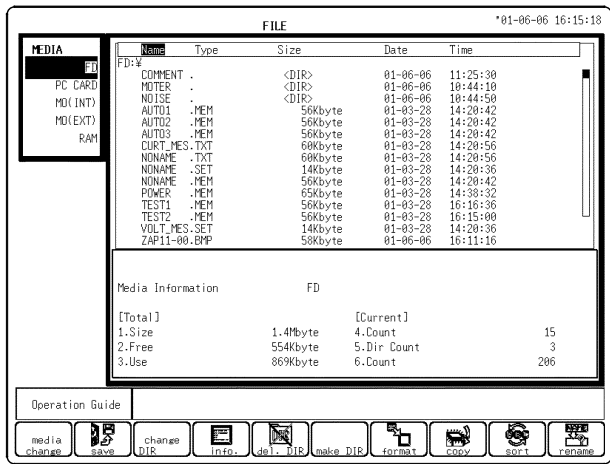 FILE
'01-06-06 16:15:18
MEDIA
FD
PC CARD
MO(INT)
MO(EXT)
RAM
Name Type Size Date Time
FD:¥
COMMENT . <DIR> 01-06-06 11:25:30
MOTER . <DIR> 01-06-06 10:44:10
NOISE . <DIR> 01-06-06 10:44:50
AUTO1 .MEM 56Kbyte 01-03-28 14:20:42
AUTO2 .MEM 56Kbyte 01-03-28 14:20:42
AUTO3 .MEM 56Kbyte 01-03-28 14:20:42
CURT_MES.TXT 60Kbyte 01-03-28 14:20:56
NONAME .TXT 60Kbyte 01-03-28 14:20:56
NONAME .SET 14Kbyte 01-03-28 14:20:36
NONAME .MEM 56Kbyte 01-03-28 14:20:42
POWER .MEM 65Kbyte 01-03-28 14:38:32
TEST1 .MEM 56Kbyte 01-03-28 16:16:36
TEST2 .MEM 56Kbyte 01-03-28 16:15:00
VOLT_MES.SET 14Kbyte 01-03-28 14:20:36
ZAP11-00.BMP 58Kbyte 01-06-06 16:11:16
Media Information FD
[Total] [Current]
1.Size 1.4Mbyte 4.Count 15
2.Free 554Kbyte 5.Dir Count 3
3.Use 869Kbyte 6.Count 206
Operation Guide
media change
save
change DIR
info.
del. DIR
make DIR
format
copy
sort
rename